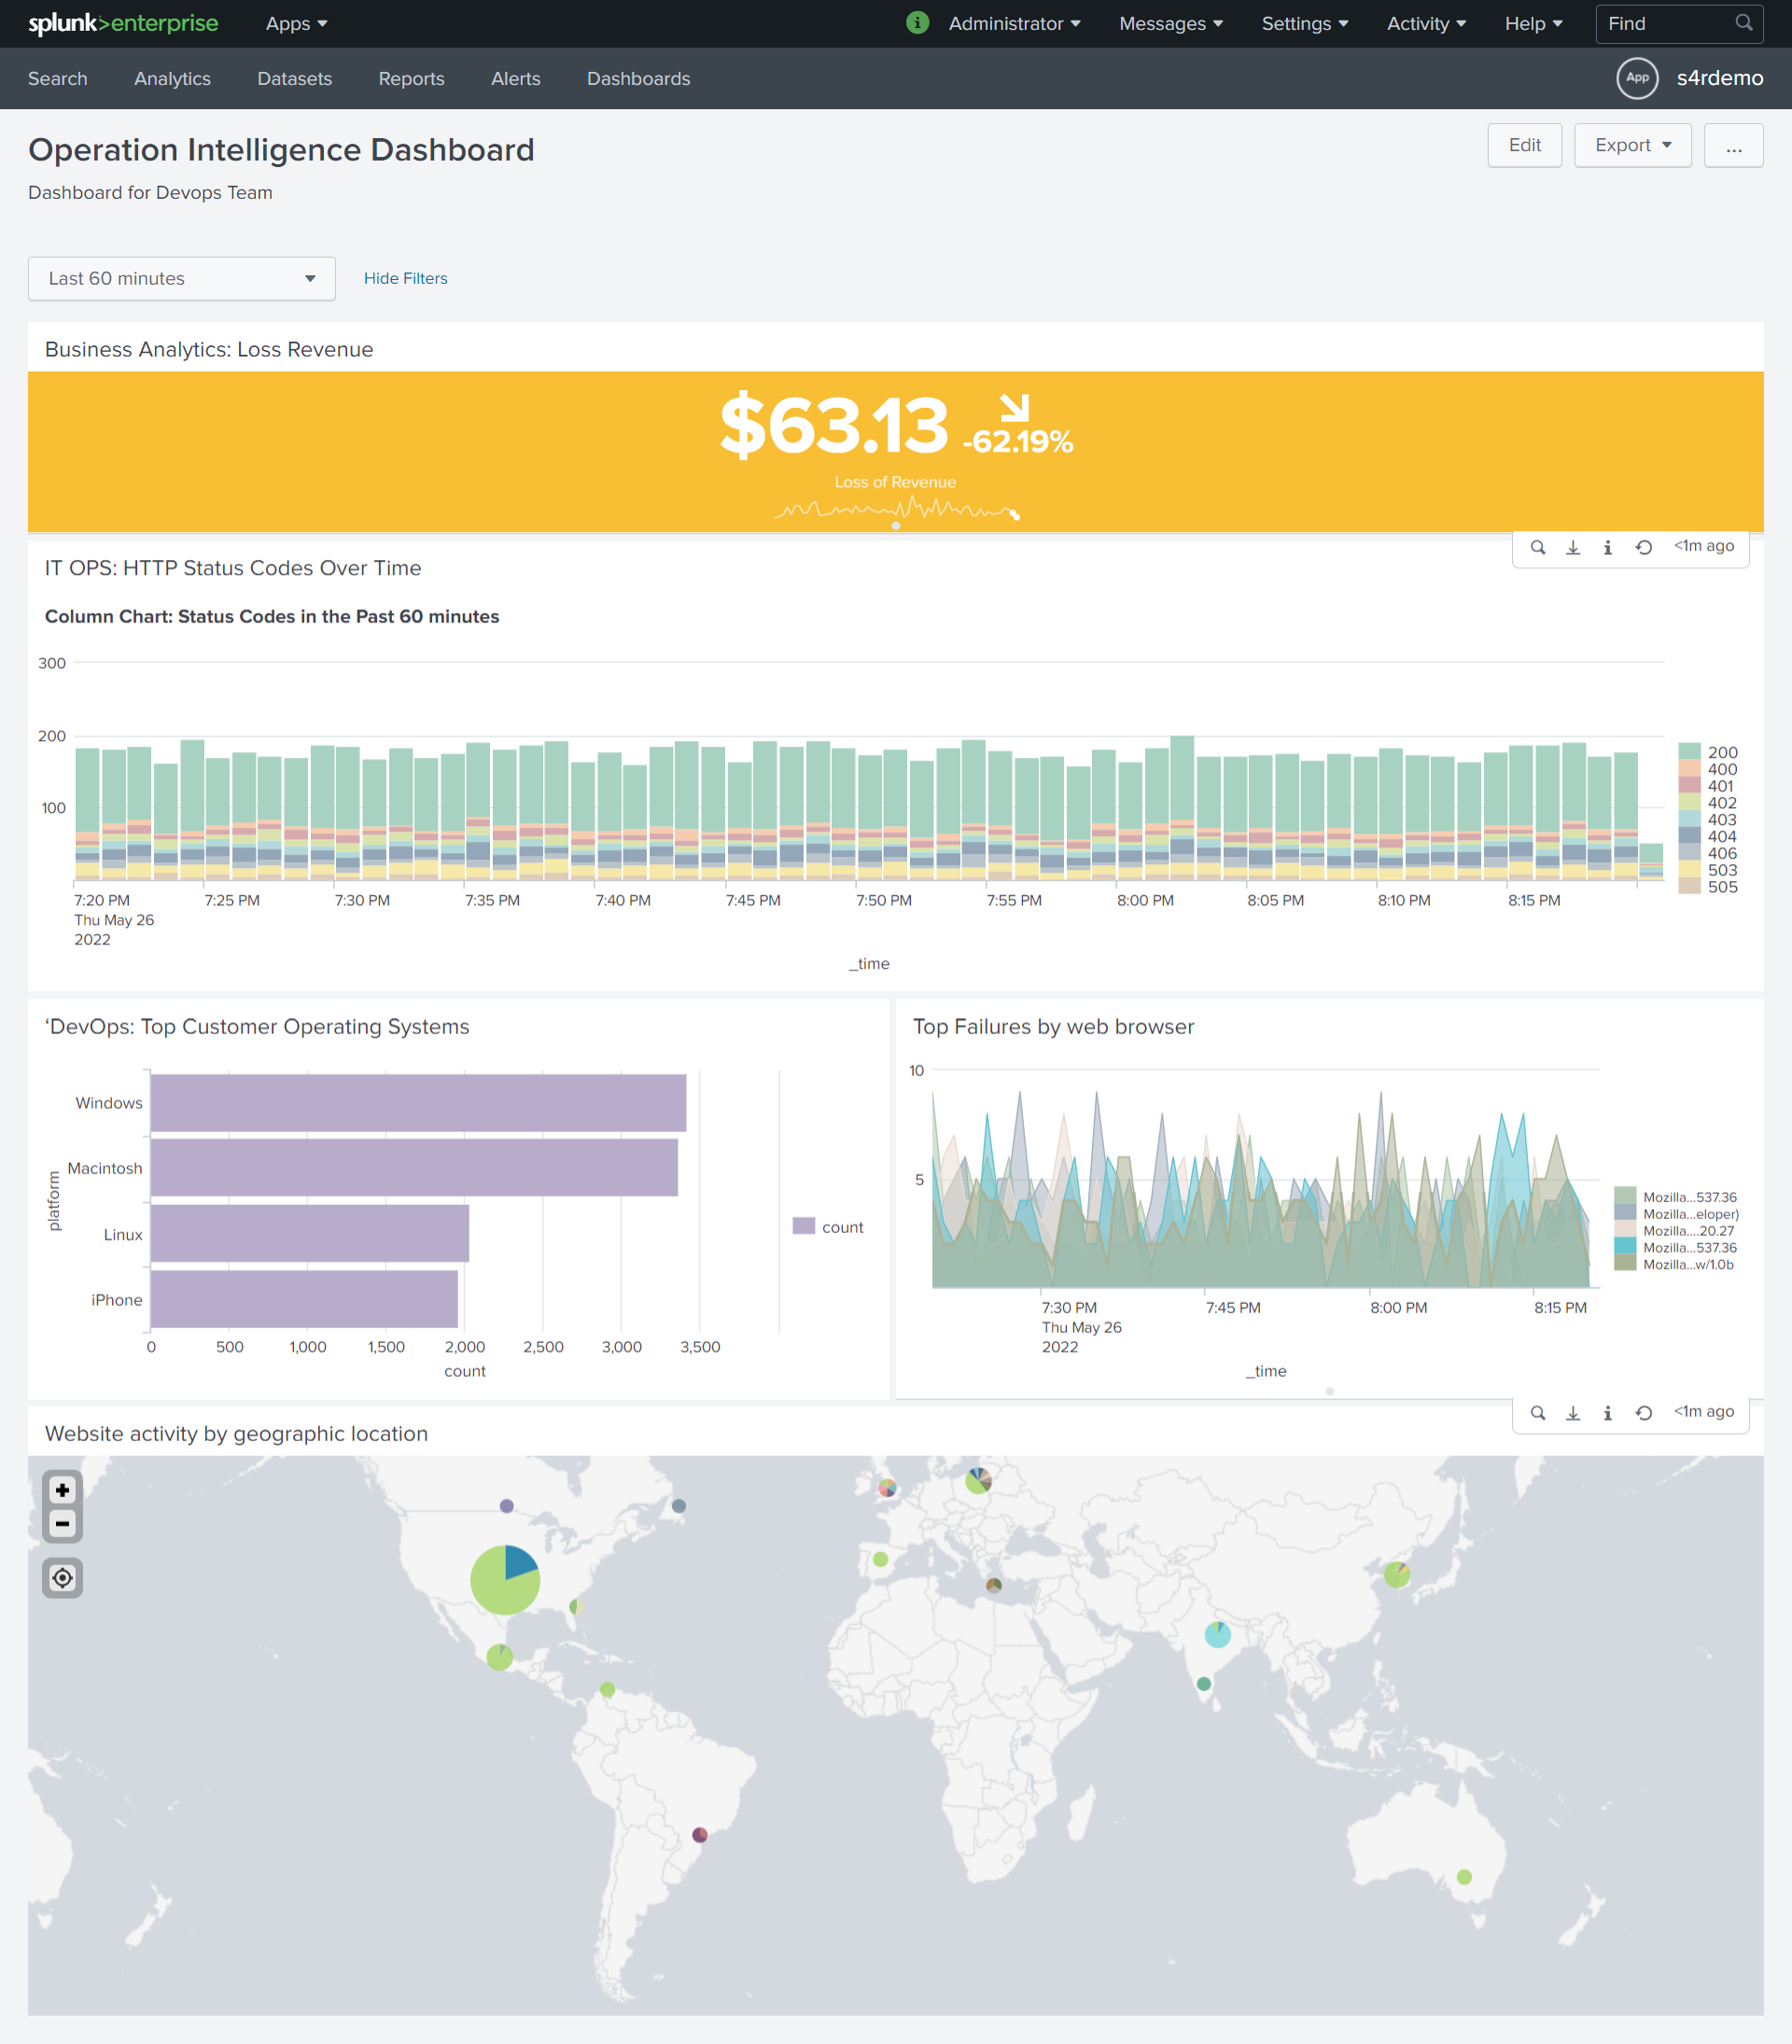 splunk>enterprise Apps Administrator Messages Settings Activity Help Find
Search Analytics Datasets Reports Alerts Dashboards App s4rdemo
Operation Intelligence Dashboard
Edit Export ...
Dashboard for Devops Team
Last 60 minutes Hide Filters
Business Analytics: Loss Revenue
$63.13 -62.19%
Loss of Revenue
<1m ago
IT OPS: HTTP Status Codes Over Time
Column Chart: Status Codes in the Past 60 minutes
300
200
100
200
400
401
402
403
404
406
503
505
7:20 PM 7:25 PM 7:30 PM 7:35 PM 7:40 PM 7:45 PM 7:50 PM 7:55 PM 8:00 PM 8:05 PM 8:10 PM 8:15 PM
Thu May 26
2022
_time
‘DevOps: Top Customer Operating Systems
platform
Windows
Macintosh
Linux
iPhone
count
0 500 1,000 1,500 2,000 2,500 3,000 3,500
count
Top Failures by web browser
10
5
Mozilla...537.36
Mozilla...eloper)
Mozilla....20.27
Mozilla...537.36
Mozilla...w/1.0b
7:30 PM 7:45 PM 8:00 PM 8:15 PM
Thu May 26
2022
_time
<1m ago
Website activity by geographic location